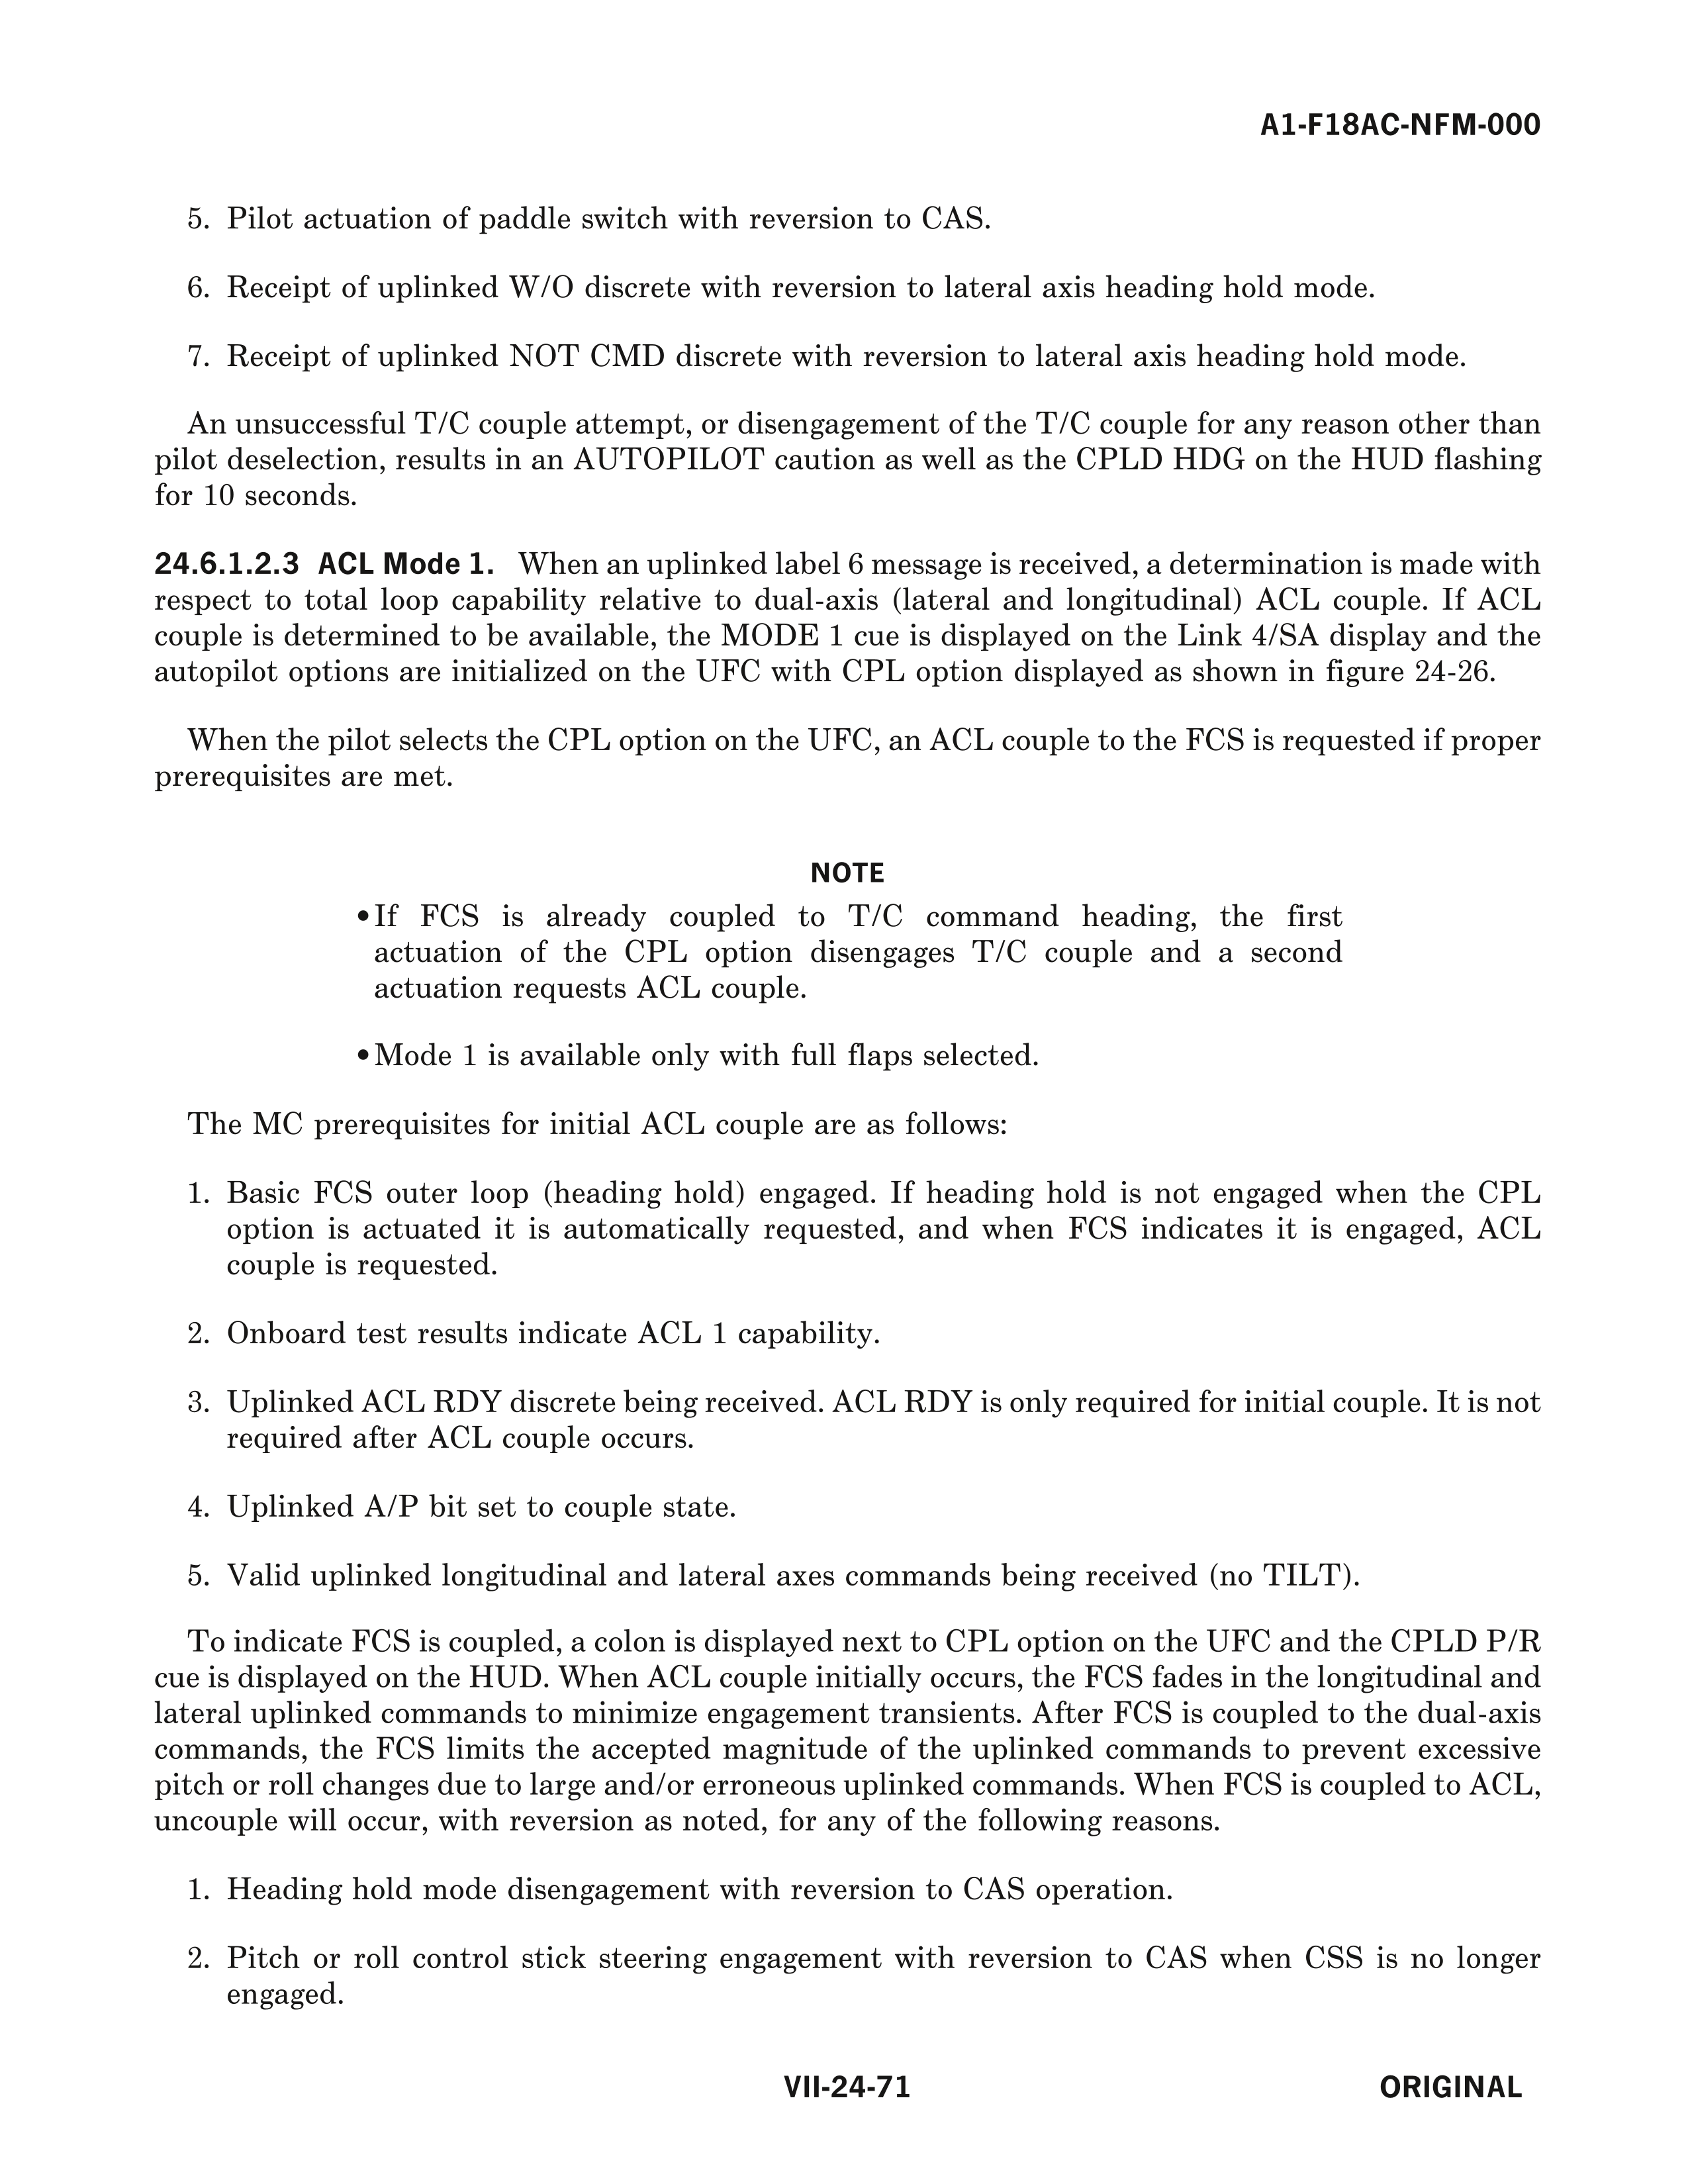 A1-F18AC-NFM-000
5. Pilot actuation of paddle switch with reversion to CAS.
6. Receipt of uplinked W/O discrete with reversion to lateral axis heading hold mode.
7. Receipt of uplinked NOT CMD discrete with reversion to lateral axis heading hold mode.
An unsuccessful T/C couple attempt, or disengagement of the T/C couple for any reason other than
pilot deselection, results in an AUTOPILOT caution as well as the CPLD HDG on the HUD flashing
for 10 seconds.
24.6.1.2.3 ACL Mode 1. When an uplinked label 6 message is received, a determination is made with
respect to total loop capability relative to dual-axis (lateral and longitudinal) ACL couple. If ACL
couple is determined to be available, the MODE 1 cue is displayed on the Link 4/SA display and the
autopilot options are initialized on the UFC with CPL option displayed as shown in figure 24-26.
When the pilot selects the CPL option on the UFC, an ACL couple to the FCS is requested if proper
prerequisites are met.
NOTE
•If FCS is already coupled to T/C command heading, the first
actuation of the CPL option disengages T/C couple and a second
actuation requests ACL couple.
•Mode 1 is available only with full flaps selected.
The MC prerequisites for initial ACL couple are as follows:
1. Basic FCS outer loop (heading hold) engaged. If heading hold is not engaged when the CPL
option is actuated it is automatically requested, and when FCS indicates it is engaged, ACL
couple is requested.
2. Onboard test results indicate ACL 1 capability.
3. Uplinked ACL RDY discrete being received. ACL RDY is only required for initial couple. It is not
required after ACL couple occurs.
4. Uplinked A/P bit set to couple state.
5. Valid uplinked longitudinal and lateral axes commands being received (no TILT).
To indicate FCS is coupled, a colon is displayed next to CPL option on the UFC and the CPLD P/R
cue is displayed on the HUD. When ACL couple initially occurs, the FCS fades in the longitudinal and
lateral uplinked commands to minimize engagement transients. After FCS is coupled to the dual-axis
commands, the FCS limits the accepted magnitude of the uplinked commands to prevent excessive
pitch or roll changes due to large and/or erroneous uplinked commands. When FCS is coupled to ACL,
uncouple will occur, with reversion as noted, for any of the following reasons.
1. Heading hold mode disengagement with reversion to CAS operation.
2. Pitch or roll control stick steering engagement with reversion to CAS when CSS is no longer
engaged.
VII-24-71
ORIGINAL